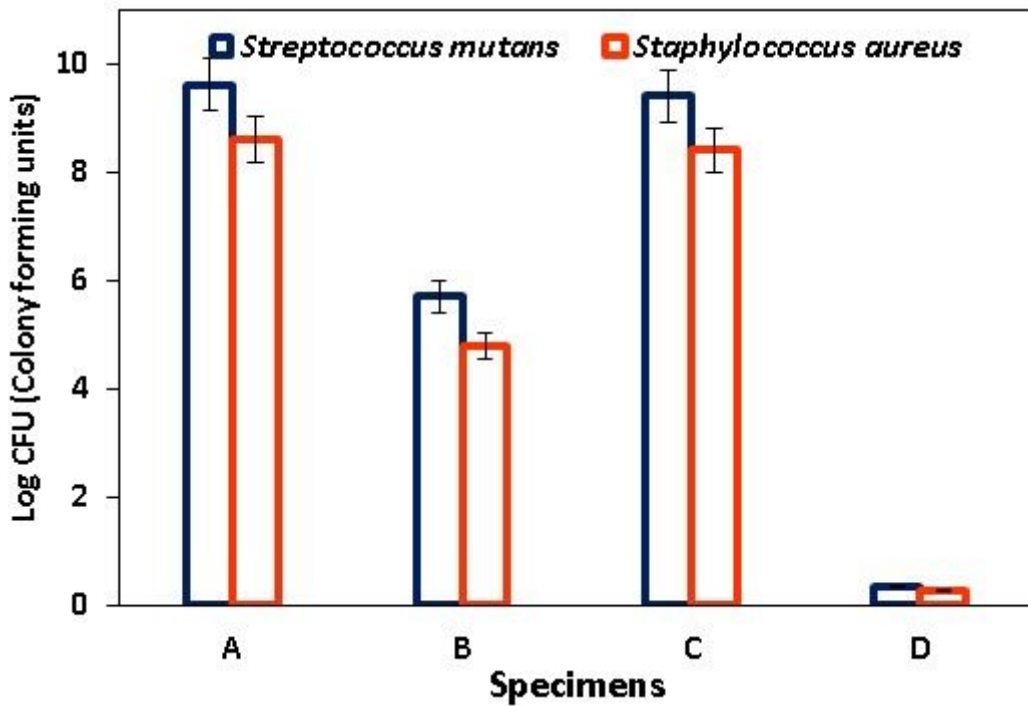 Streptococcus mutans Staphylococcus aureus
Log CFU (Colony forming units)
10
8
6
4
2
0
A B C D
Specimens